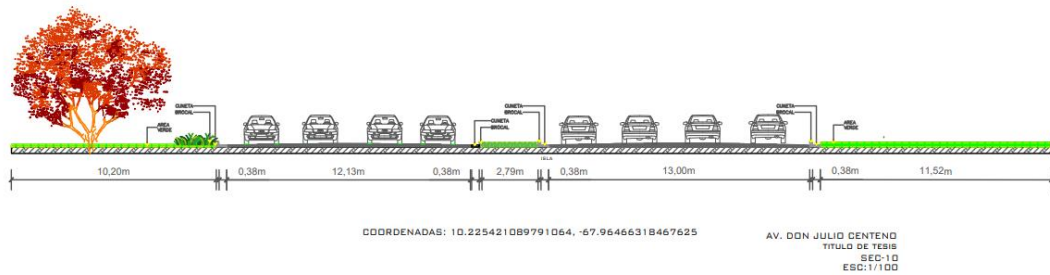 CUNETA
BROCAL
AREA
VERDE
CUNETA
BROCAL
CUNETA
BROCAL
CUNETA
BROCAL
AREA
VERDE
ISLA
10,20m 0,38m 12,13m 0,38m 2,79m 0,38m 13,00m 0,38m 11,52m
COORDENADAS: 10.225421089791064, -67.96466318467625
AV. DON JULIO CENTENO
TITULO DE TESIS
SEC-10
ESC:1/100